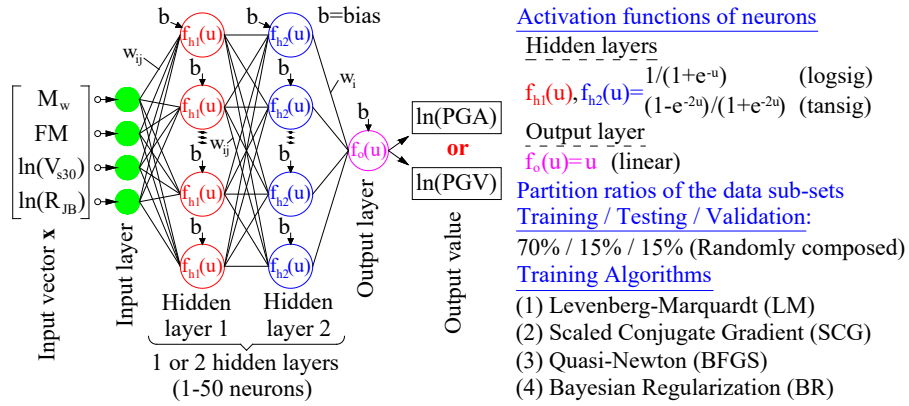 b
b=bias
b
f_h1(u)
f_h2(u)
w_ij
b
b
w_i
M_w
FM
ln(V_s30)
ln(R_JB)
f_h1(u)
f_h2(u)
w_ij
b
b
f_h1(u)
f_h2(u)
b
b
f_h1(u)
f_h2(u)
b
f_o(u)
ln(PGA)
or
ln(PGV)
Input vector x
Input layer
Hidden
layer 1
Hidden
layer 2
Output layer
Output value
1 or 2 hidden layers
(1-50 neurons)
Activation functions of neurons
Hidden layers
f_h1(u),f_h2(u)=
1/(1+e^-u) (logsig)
(1-e^-2u)/(1+e^-2u) (tansig)
Output layer
f_o(u)=u (linear)
Partition ratios of the data sub-sets
Training / Testing / Validation:
70% / 15% / 15% (Randomly composed)
Training Algorithms
(1) Levenberg-Marquardt (LM)
(2) Scaled Conjugate Gradient (SCG)
(3) Quasi-Newton (BFGS)
(4) Bayesian Regularization (BR)